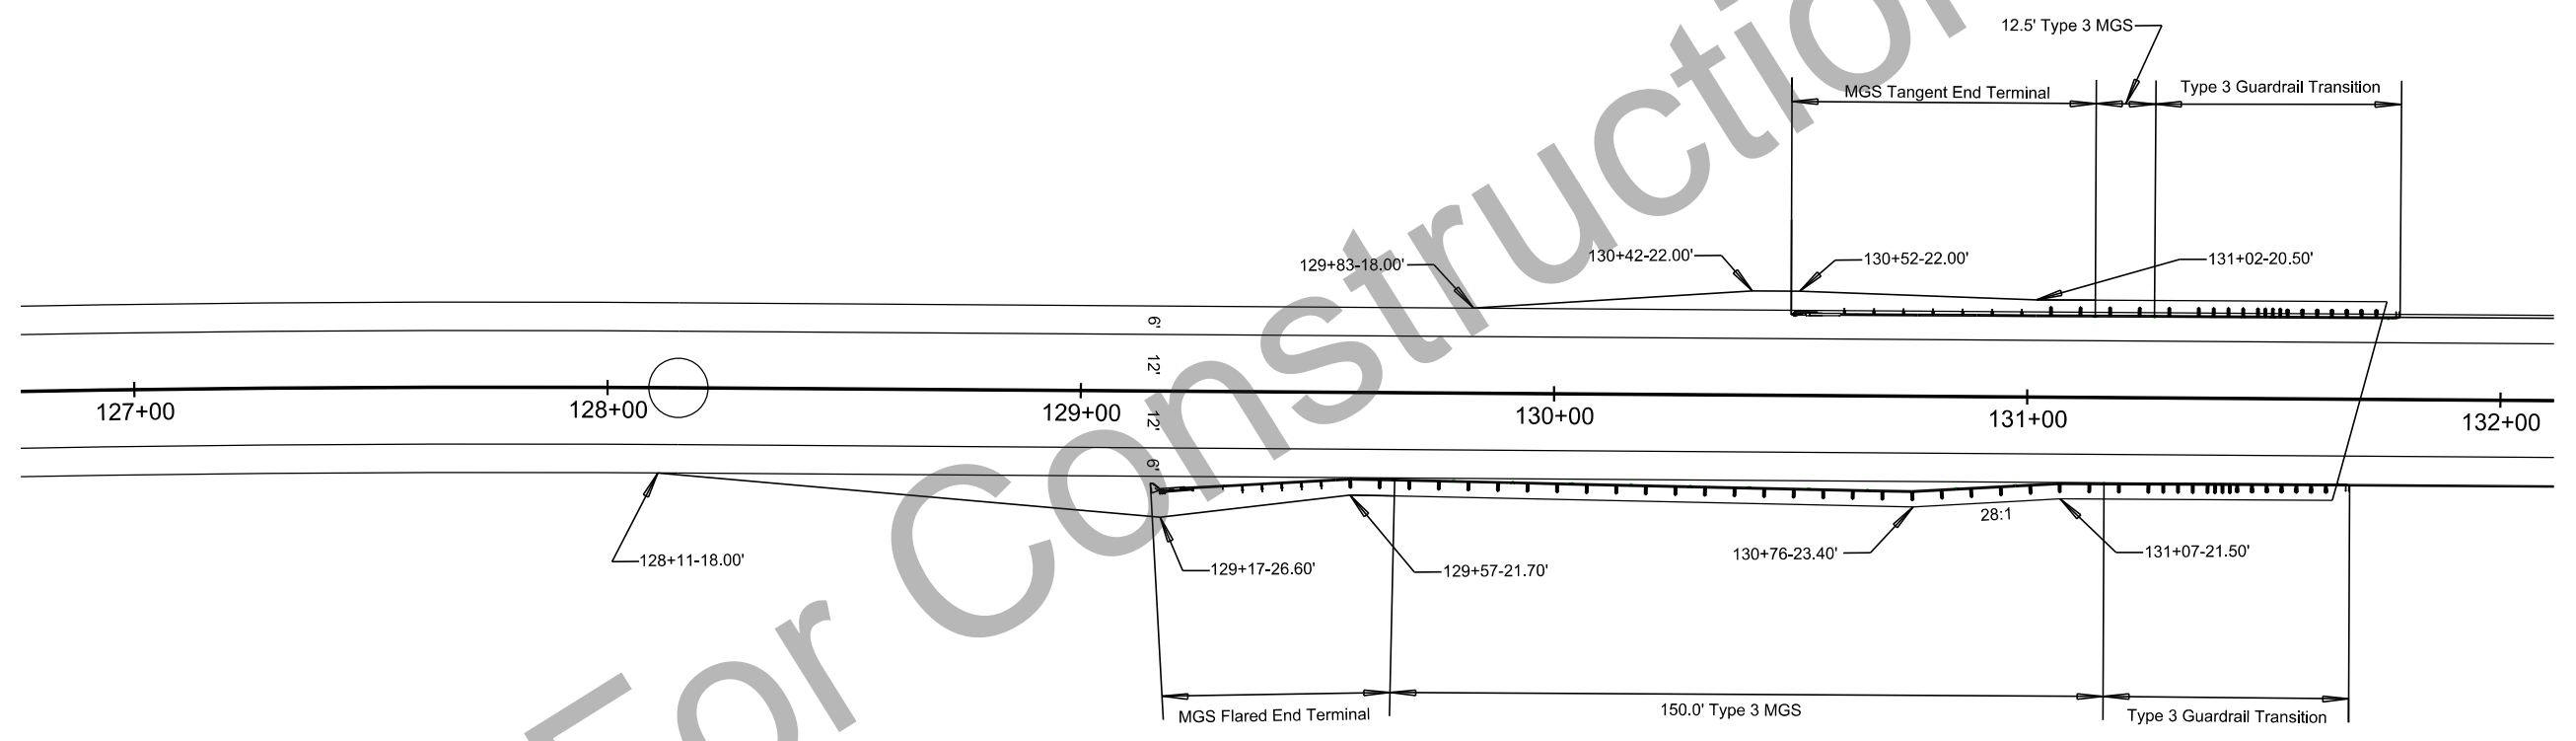 12.5' Type 3 MGS
MGS Tangent End Terminal
Type 3 Guardrail Transition
129+83-18.00'
130+42-22.00'
130+52-22.00'
131+02-20.50'
6'
12'
127+00
128+00
129+00
130+00
131+00
132+00
12'
6'
28:1
128+11-18.00'
129+17-26.60'
129+57-21.70'
130+76-23.40'
131+07-21.50'
MGS Flared End Terminal
150.0' Type 3 MGS
Type 3 Guardrail Transition
For Construction